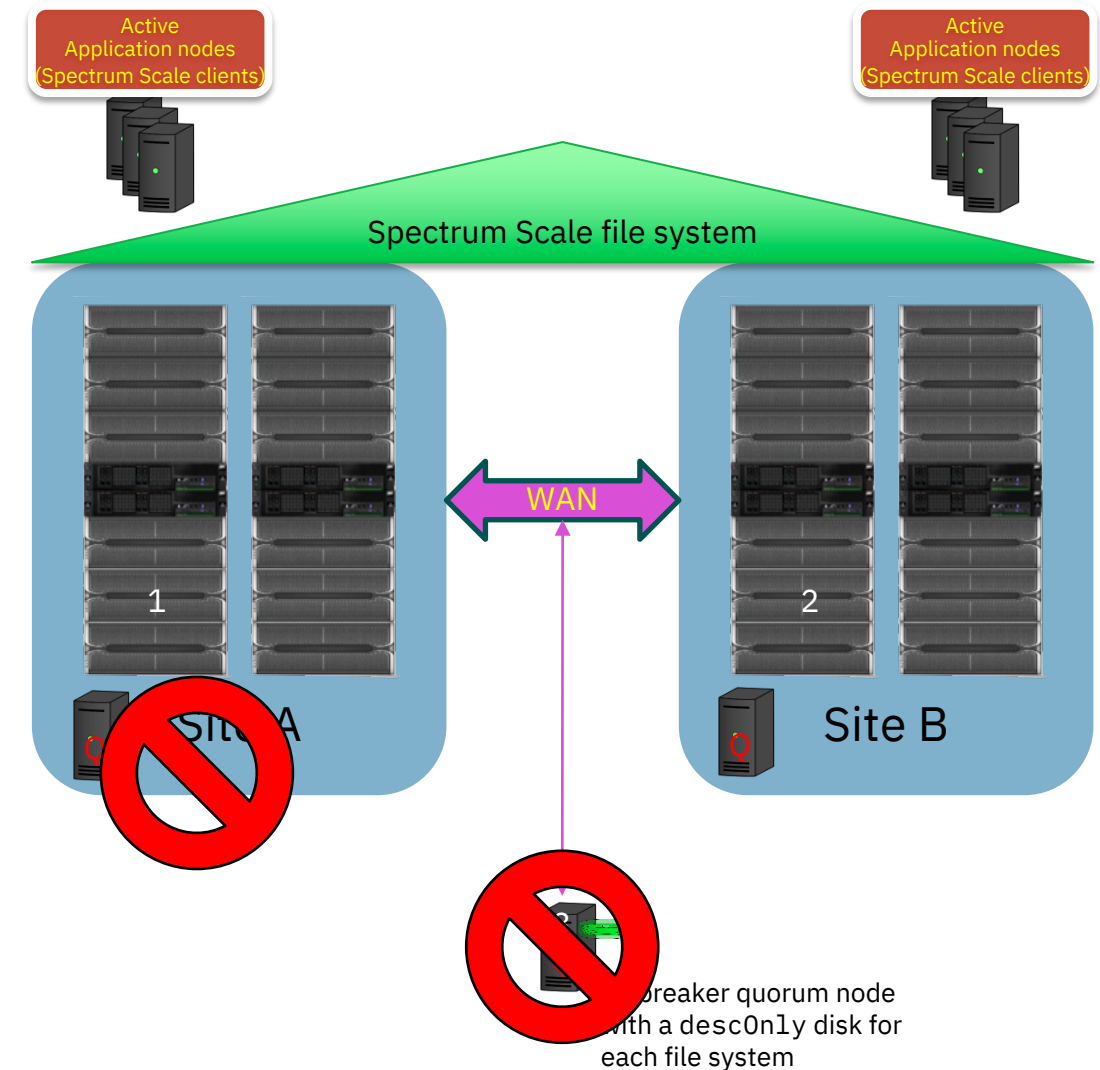 Active
Application nodes
(Spectrum Scale clients)
Active
Application nodes
(Spectrum Scale clients)
Spectrum Scale file system
WAN
1
2
Q
Site A
Q
Site B
breaker quorum node
with a descOnly disk for
each file system